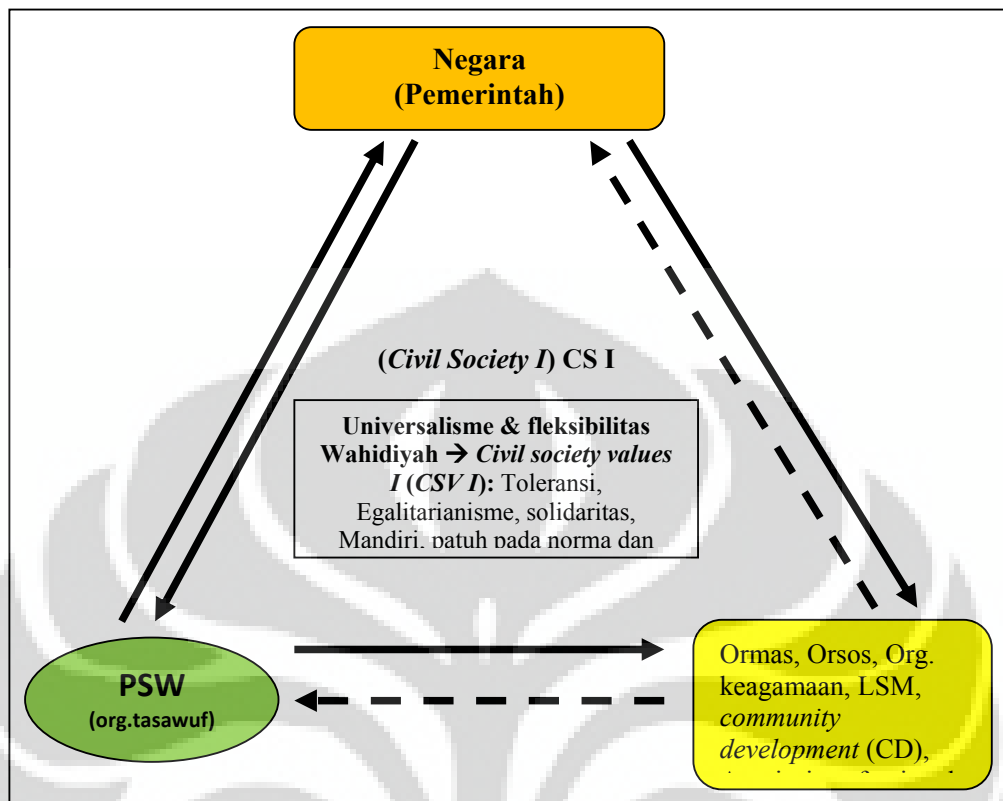 Negara
(Pemerintah)
(Civil Society I) CS I
Universalisme & fleksibilitas
Wahidiyah → Civil society values
I (CSV I): Toleransi,
Egalitarianisme, solidaritas,
Mandiri, patuh pada norma dan
PSW
(org.tasawuf)
Ormas, Orsos, Org.
keagamaan, LSM,
community
development (CD),